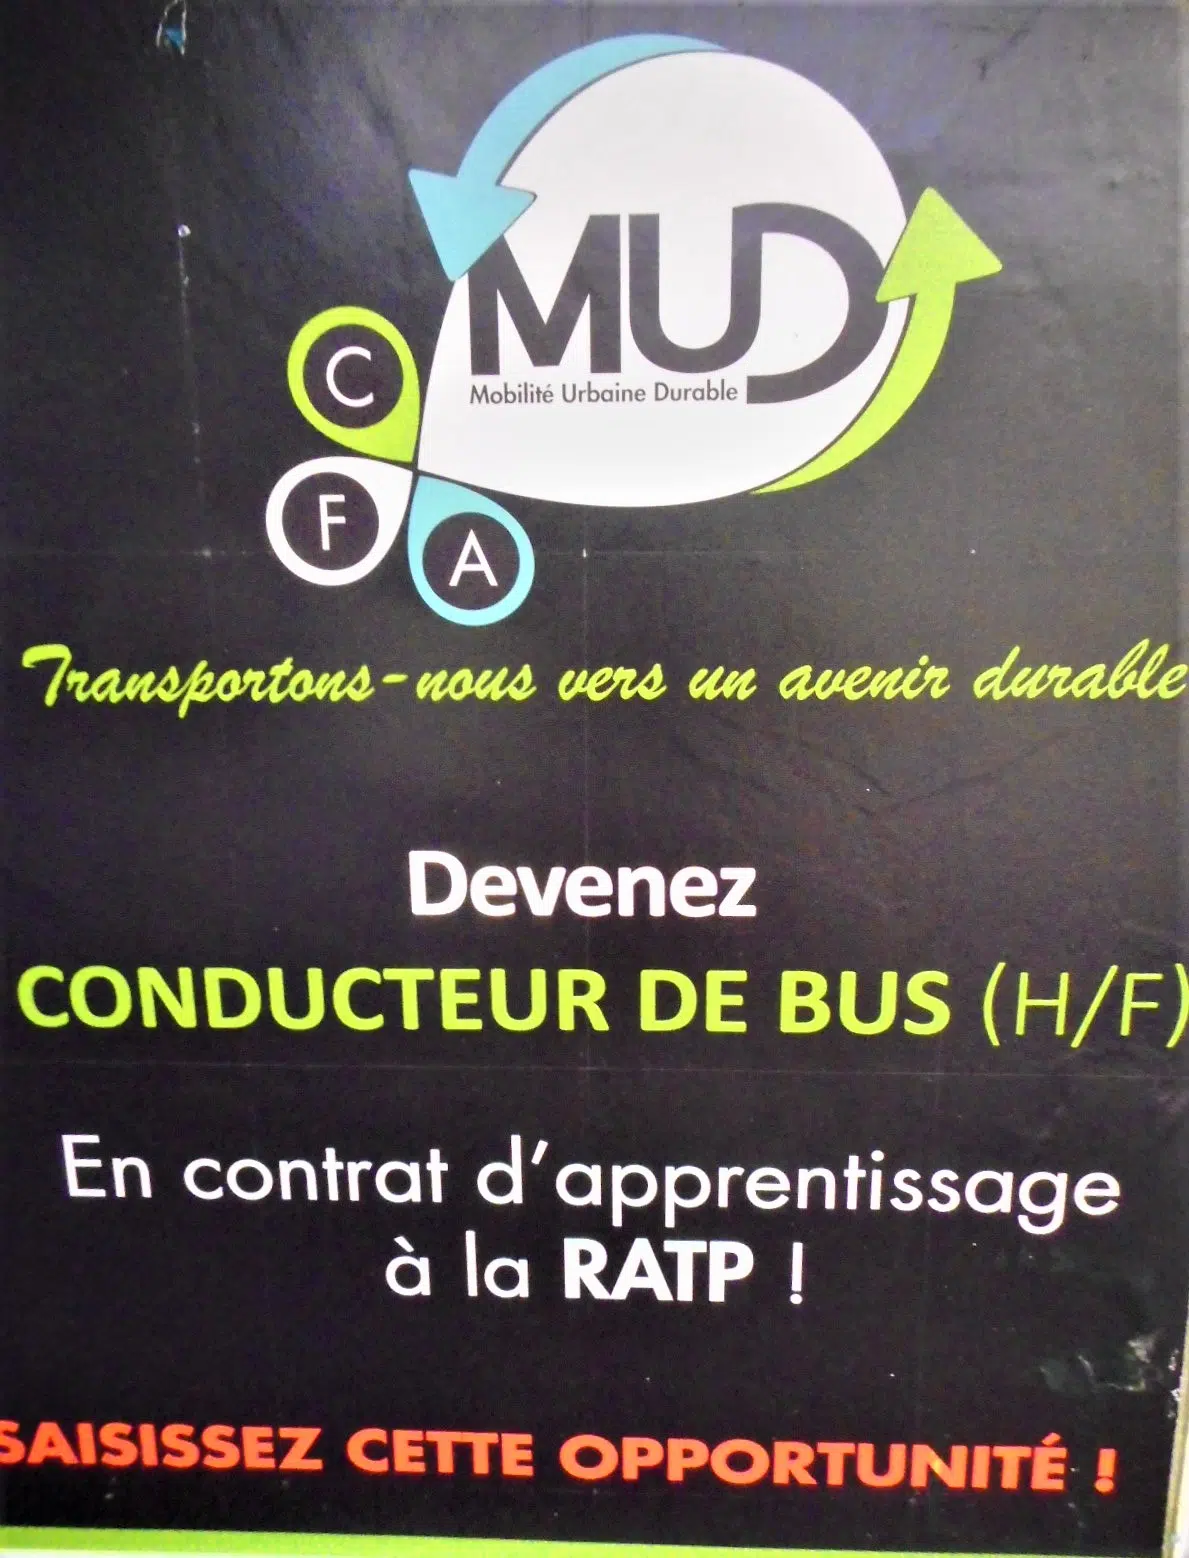 MUD
Mobilité Urbaine Durable
C
F
A
Transportons-nous vers un avenir durable
Devenez
CONDUCTEUR DE BUS (H/F)
En contrat d'apprentissage
à la RATP !
SAISISSEZ CETTE OPPORTUNITÉ !